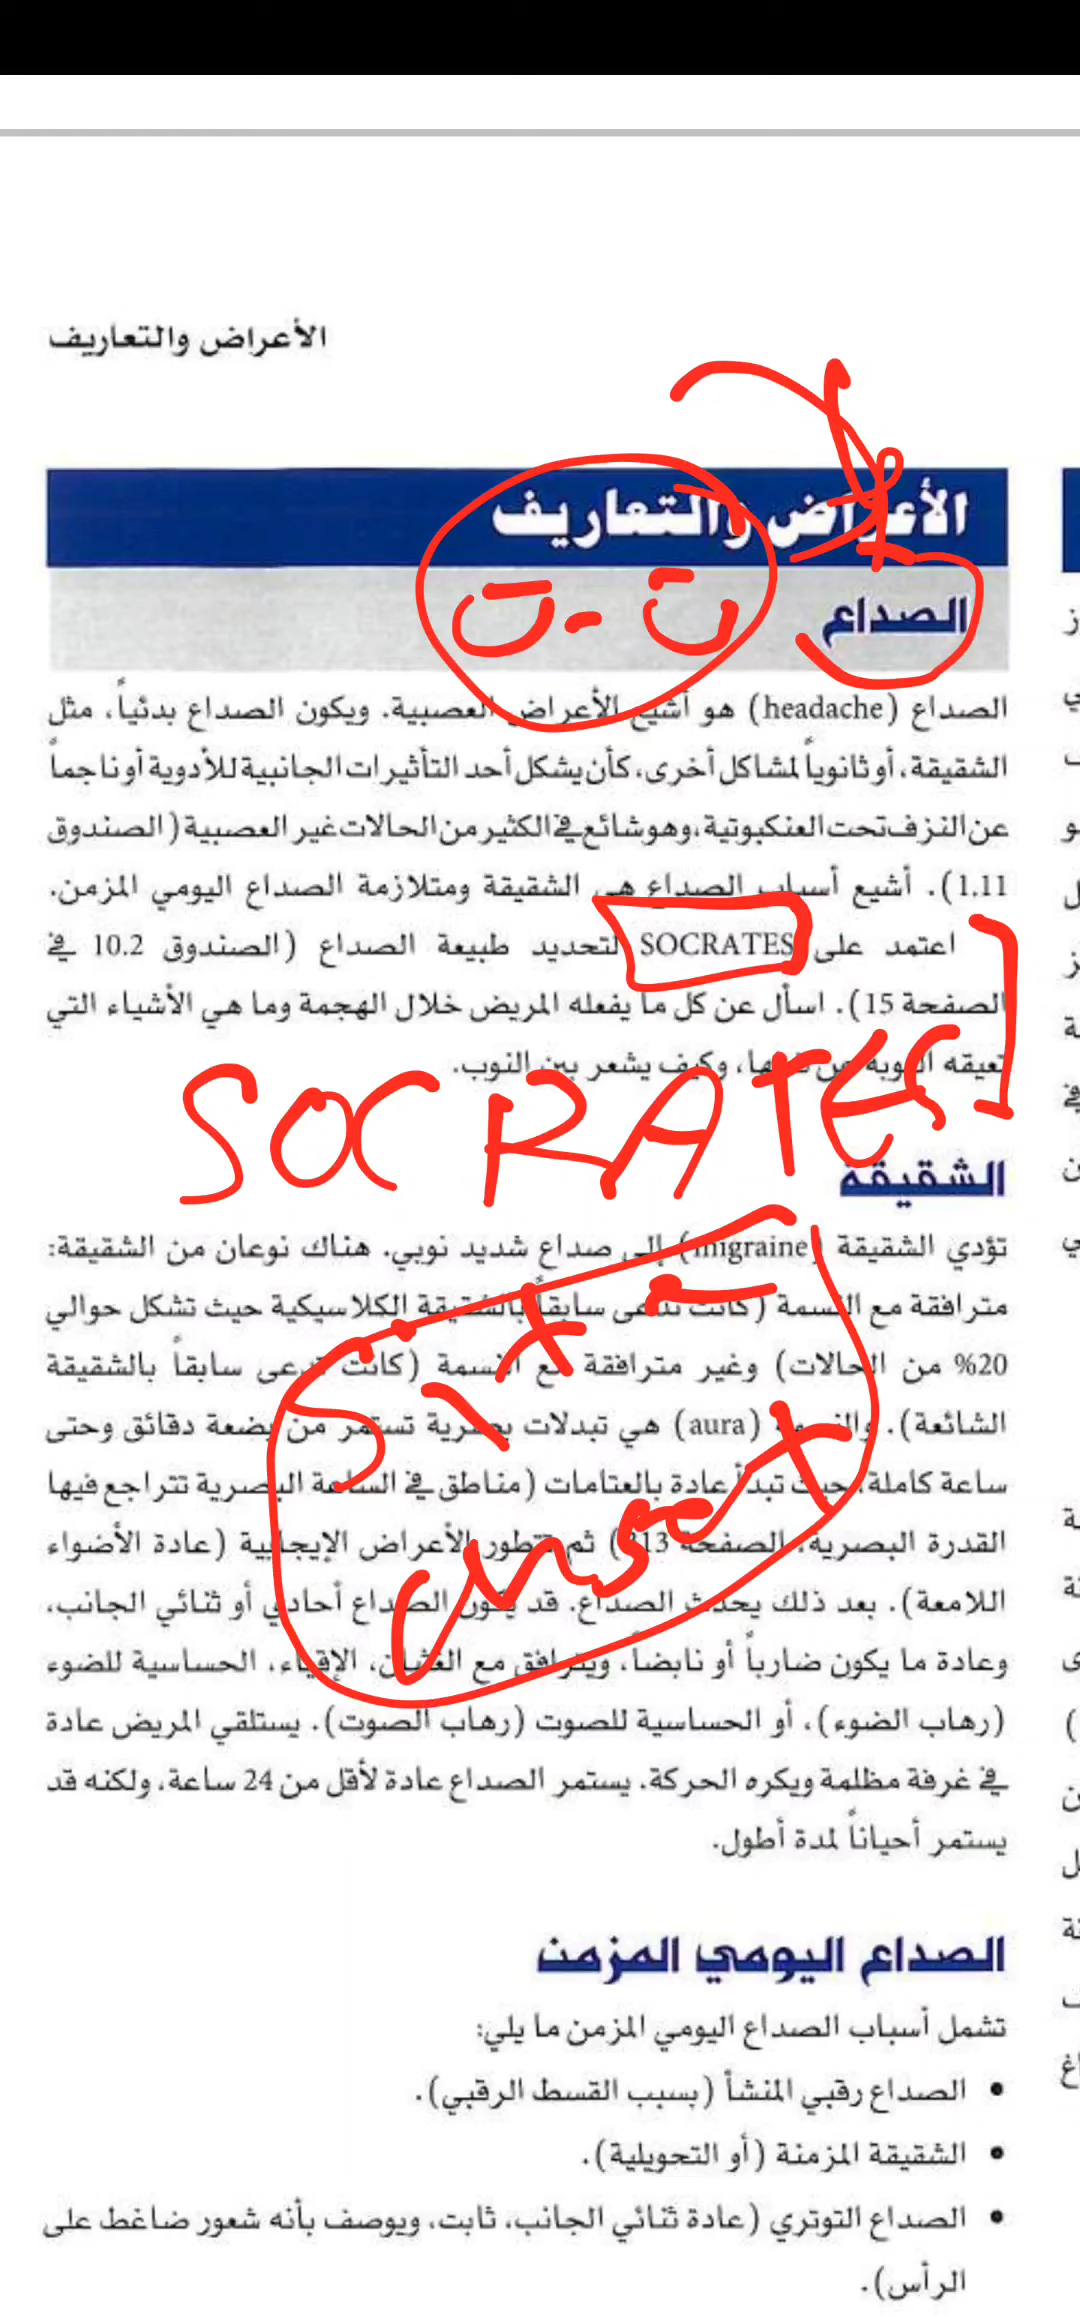 الأعراض والتعاريف
الأعراض والتعاريف
الصداع
الصداع (headache) هو أشيع الأعراض العصبية. ويكون الصداع بدئياً، مثل
الشقيقة، أو ثانوياً لمشاكل أخرى، كأن يشكل أحد التأثيرات الجانبية للأدوية أو ناجماً
عن النزف تحت العنكبوتية، وهو شائع في الكثير من الحالات غير العصبية (الصندوق
1.11). أشيع أسباب الصداع هي الشقيقة ومتلازمة الصداع اليومي المزمن.
اعتمد على SOCRATES لتحديد طبيعة الصداع (الصندوق 10.2 في
الصفحة 15). اسأل عن كل ما يفعله المريض خلال الهجمة وما هي الأشياء التي
تعيقه النوبة عن ، وكيف يشعر بين النوب.
SOCRATES
الشقيقة
تؤدي الشقيقة (migraine) إلى صداع شديد نوبي. هناك نوعان من الشقيقة:
مترافقة مع النسمة (كانت تدعى سابقاً بالشقيقة الكلاسيكية حيث تشكل حوالي
20% من الحالات) وغير مترافقة مع النسمة (كانت تدعى سابقاً بالشقيقة
الشائعة). والنسمة (aura) هي تبدلات بصرية تستمر من بضعة دقائق وحتى
ساعة كاملة، حيث تبدأ عادة بالعتامات (مناطق في الساحة البصرية تتراجع فيها
القدرة البصرية، الصفحة 13) ثم تتطور الأعراض الإيجابية (عادة الأضواء
اللامعة). بعد ذلك يحدث الصداع. قد يكون الصداع أحادي أو ثنائي الجانب،
وعادة ما يكون ضارباً أو نابضاً، ويترافق مع الغثيان، الإقياء، الحساسية للضوء
(رهاب الضوء)، أو الحساسية للصوت (رهاب الصوت). يستلقي المريض عادة
في غرفة مظلمة ويكره الحركة. يستمر الصداع عادة لأقل من 24 ساعة، ولكنه قد
يستمر أحياناً لمدة أطول.
onset
الصداع اليومي المزمن
تشمل أسباب الصداع اليومي المزمن ما يلي:
• الصداع رقبي المنشأ (بسبب القسط الرقبي).
• الشقيقة المزمنة (أو التحويلية).
• الصداع التوتري (عادة ثنائي الجانب، ثابت، ويوصف بأنه شعور ضاغط على
الرأس).